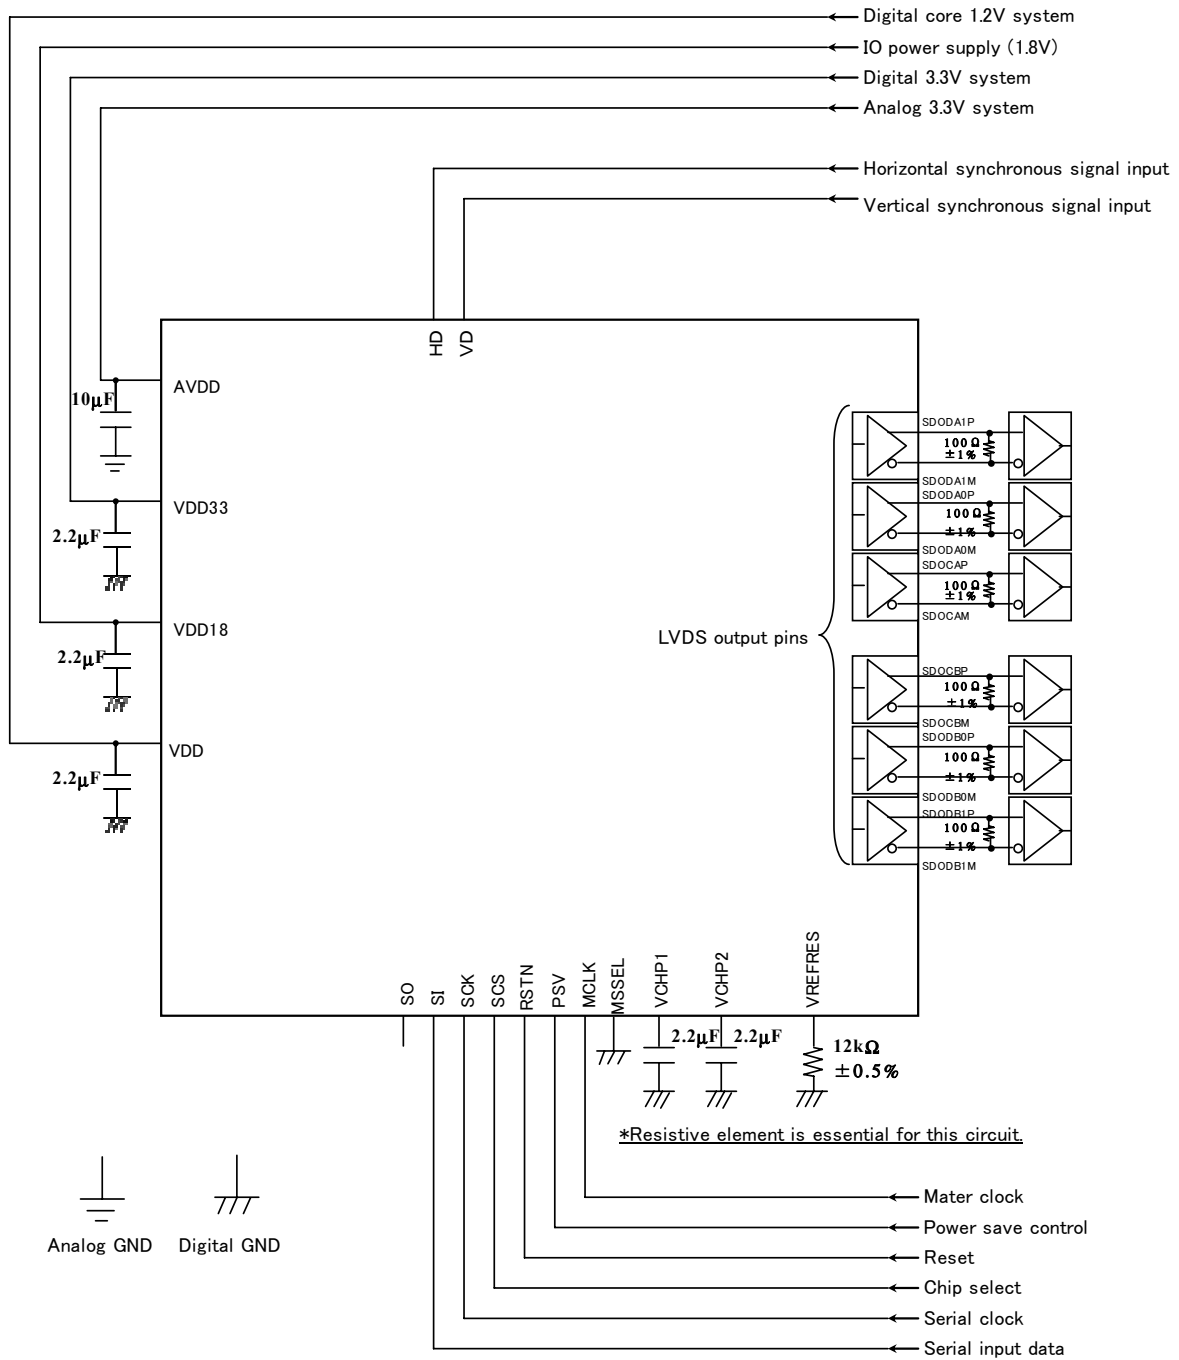 Digital core 1.2V system
IO power supply (1.8V)
Digital 3.3V system
Analog 3.3V system
Horizontal synchronous signal input
Vertical synchronous signal input
HD
VD
AVDD
10μF
VDD33
2.2μF
VDD18
2.2μF
VDD
2.2μF
LVDS output pins
SDODA1P
100Ω
±1%
SDODA1M
SDODA0P
100Ω
±1%
SDODA0M
SDOCAP
100Ω
±1%
SDOCAM
SDOCBP
100Ω
±1%
SDOCBM
SDODB0P
100Ω
±1%
SDODB0M
SDODB1P
100Ω
±1%
SDODB1M
SO
SI
SCK
SCS
RSTN
PSV
MCLK
MSSEL
VCHP1
VCHP2
VREFRES
2.2μF
2.2μF
12kΩ
±0.5%
*Resistive element is essential for this circuit.
Analog GND
Digital GND
Mater clock
Power save control
Reset
Chip select
Serial clock
Serial input data